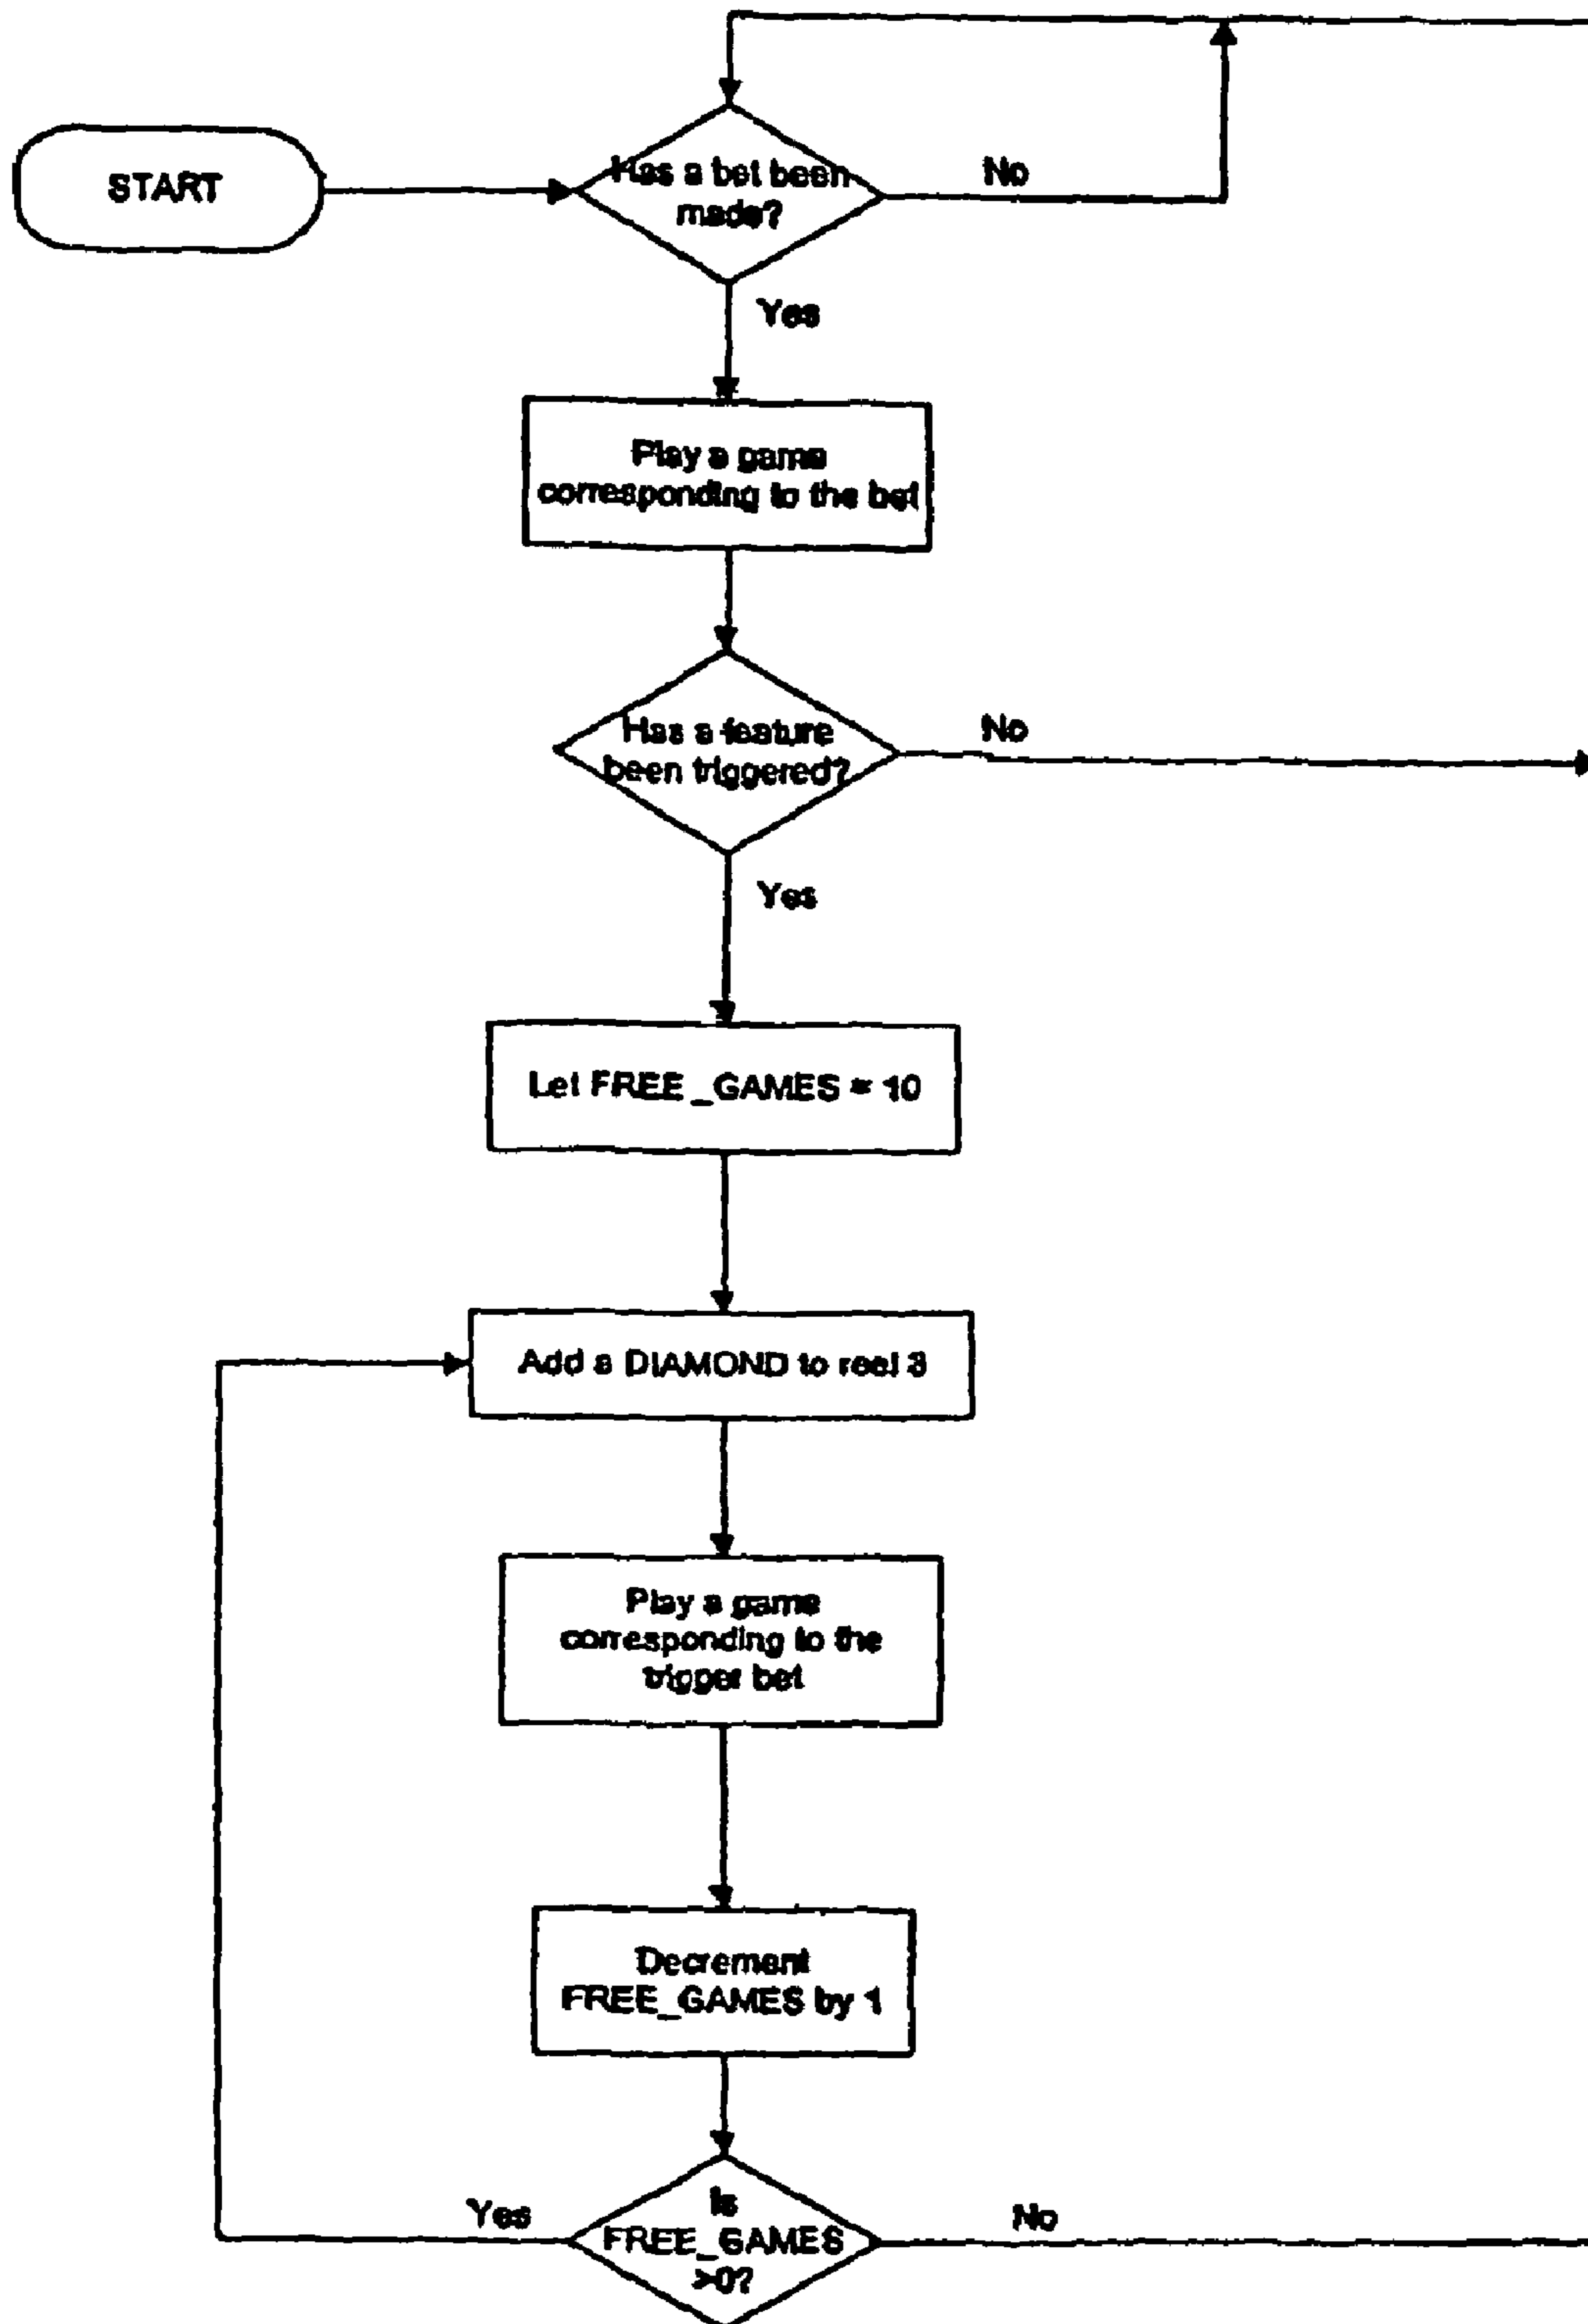 START
Has a bet been
made?
No
Yes
Play a game
corresponding to the bet
Has a feature
been triggered?
No
Yes
Let FREE_GAMES = 10
Add a DIAMOND to reel 3
Play a game
corresponding to the
trigger bet
Decrement
FREE_GAMES by 1
Yes
Is
FREE_GAMES
>0?
No